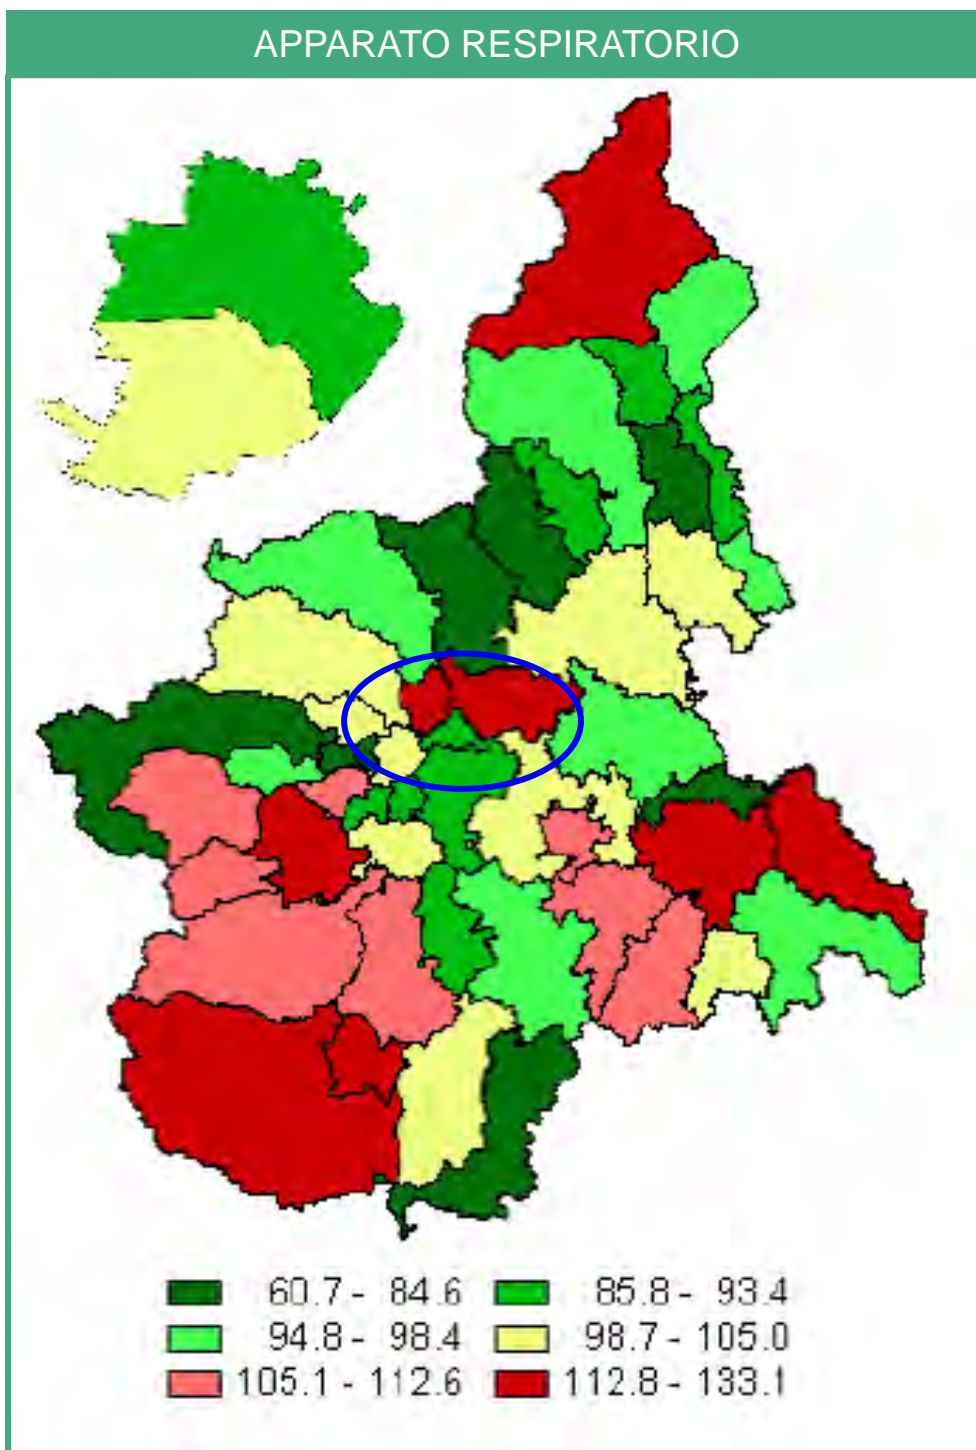 APPARATO RESPIRATORIO
60.7 - 84.6 85.8 - 93.4
94.8 - 98.4 98.7 - 105.0
105.1 - 112.6 112.8 - 133.1